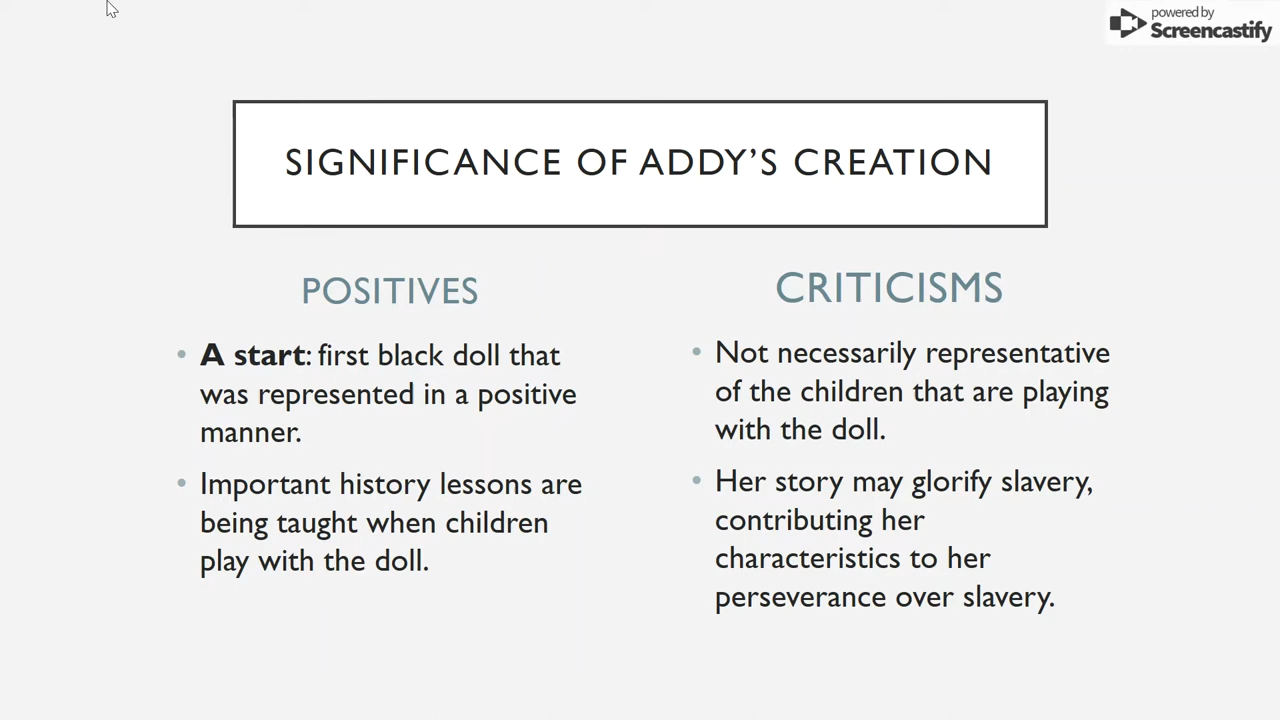 powered by
Screencastify
SIGNIFICANCE OF ADDY’S CREATION
POSITIVES
• A start: first black doll that
was represented in a positive
manner.
• Important history lessons are
being taught when children
play with the doll.
CRITICISMS
• Not necessarily representative
of the children that are playing
with the doll.
• Her story may glorify slavery,
contributing her
characteristics to her
perseverance over slavery.